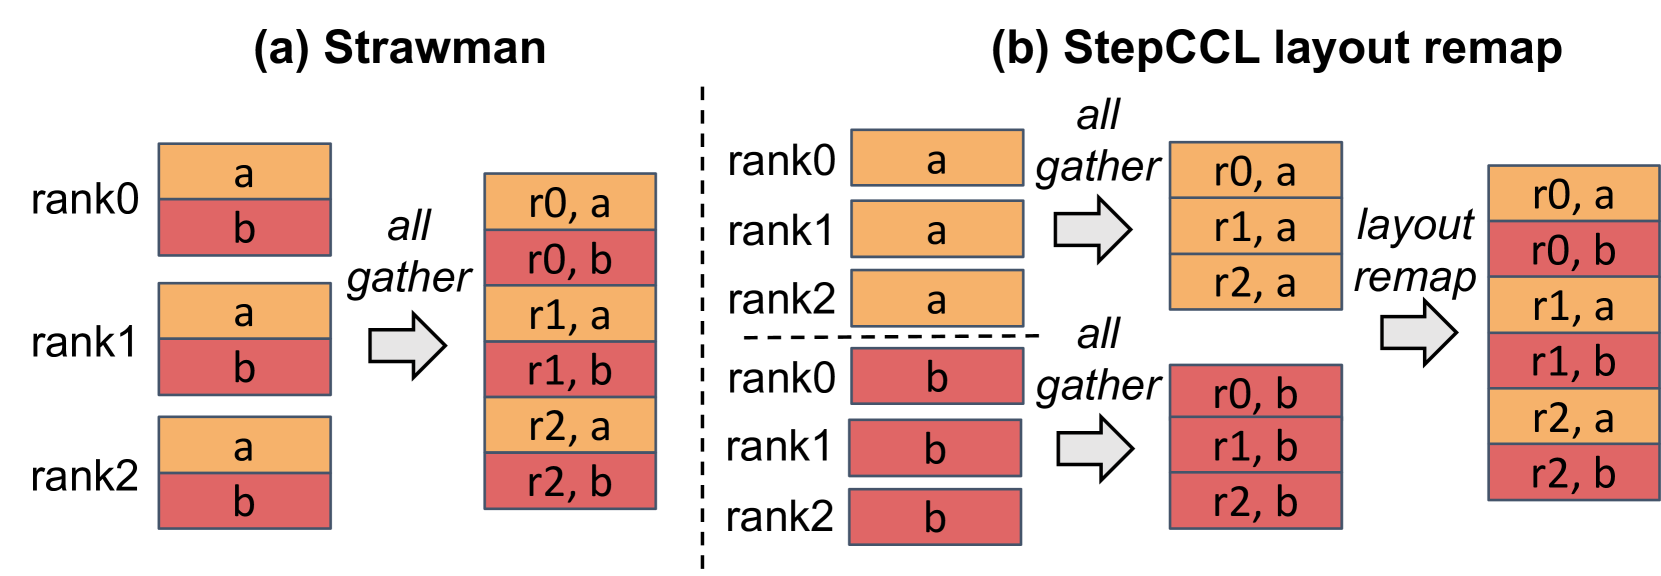 (a) Strawman
rank0
a
b
rank1
a
b
rank2
a
b
all
gather
r0, a
r0, b
r1, a
r1, b
r2, a
r2, b
(b) StepCCL layout remap
rank0
a
rank1
a
rank2
a
all
gather
r0, a
r1, a
r2, a
rank0
b
rank1
b
rank2
b
all
gather
r0, b
r1, b
r2, b
layout
remap
r0, a
r0, b
r1, a
r1, b
r2, a
r2, b